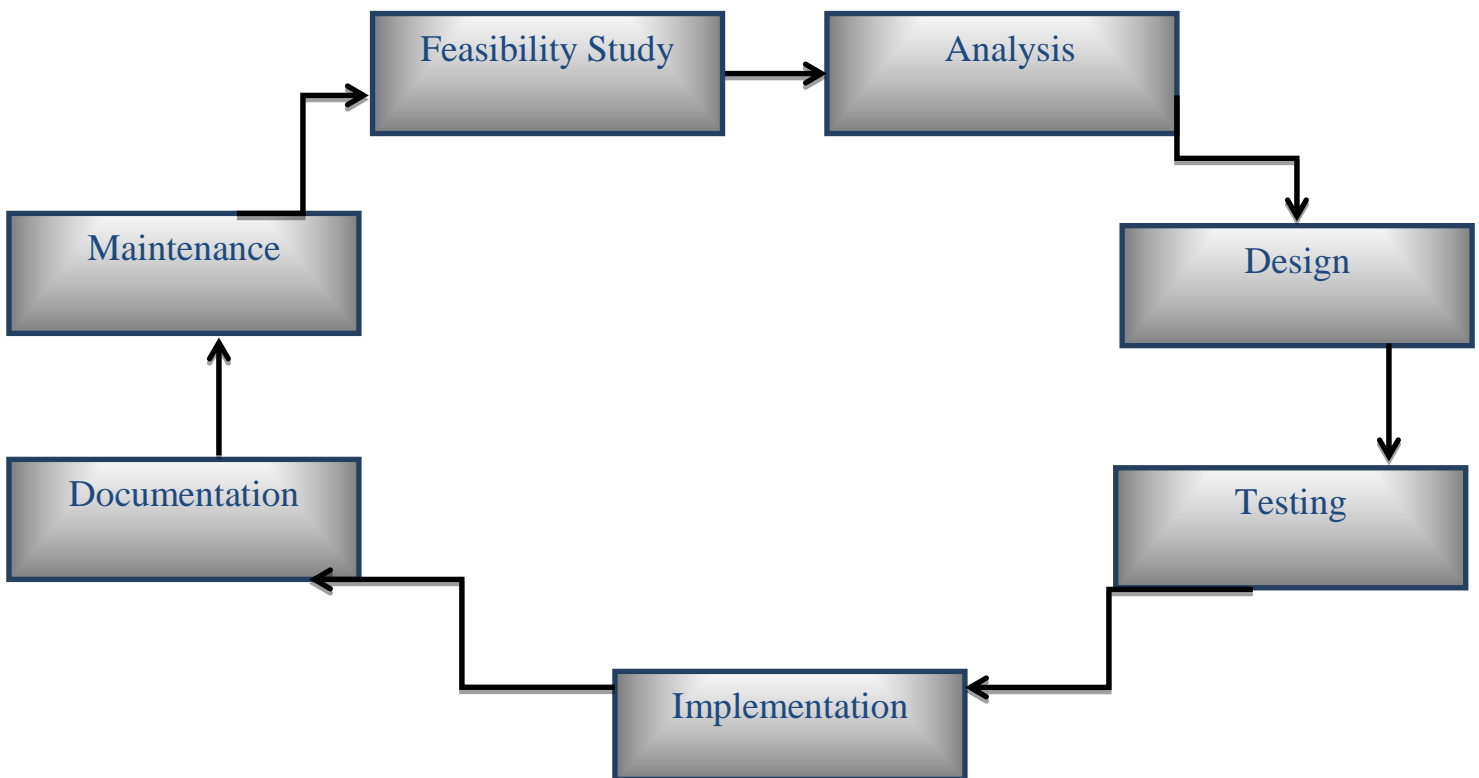 Feasibility Study
Analysis
Design
Testing
Implementation
Documentation
Maintenance